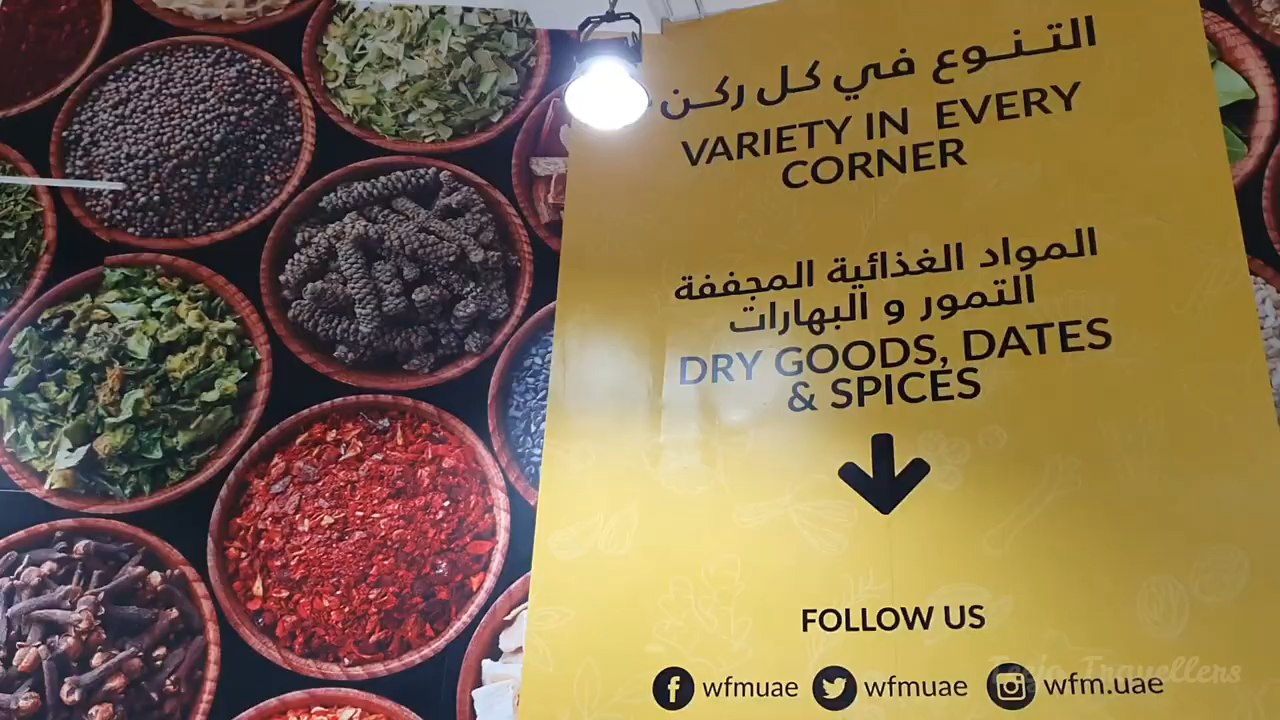 التنوع في كل ركن
VARIETY IN EVERY
CORNER
المواد الغذائية المجففة
التمور و البهارات
DRY GOODS, DATES
& SPICES
FOLLOW US
wfmuae wfmuae wfm.uae
Travellers